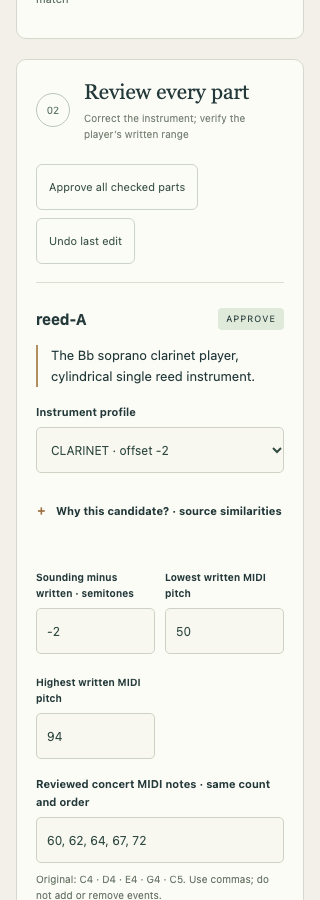 match
02
Review every part
Correct the instrument; verify the
player's written range
Approve all checked parts
Undo last edit
reed-A
APPROVE
The Bb soprano clarinet player,
cylindrical single reed instrument.
Instrument profile
CLARINET · offset -2
+ Why this candidate? · source similarities
Sounding minus
written · semitones
Lowest written MIDI
pitch
-2
50
Highest written MIDI
pitch
94
Reviewed concert MIDI notes · same count
and order
60, 62, 64, 67, 72
Original: C4 · D4 · E4 · G4 · C5. Use commas; do
not add or remove events.